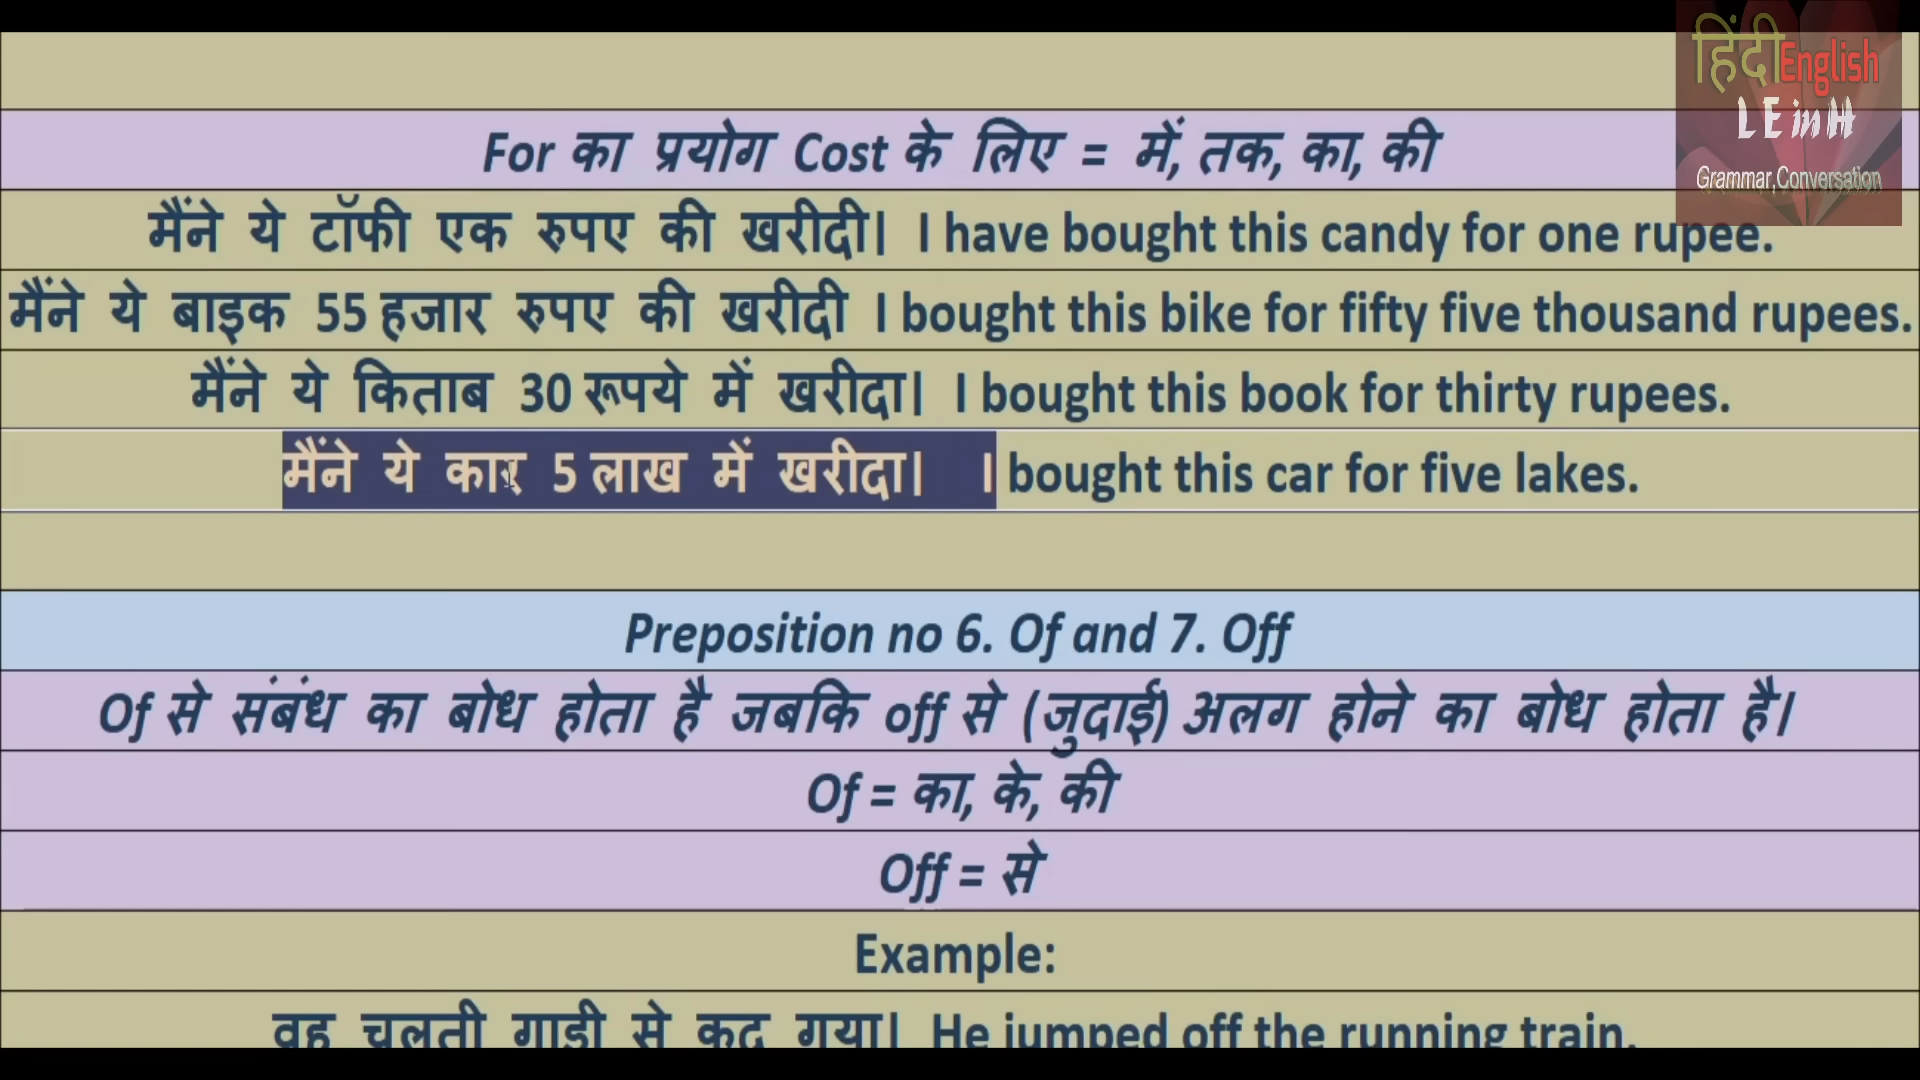 हिंदी English
L E in H
Grammar,Conversation
For का प्रयोग Cost के लिए = में, तक, का, की
मैंने ये टॉफी एक रुपए की खरीदी| I have bought this candy for one rupee.
मैंने ये बाइक 55 हजार रुपए की खरीदी I bought this bike for fifty five thousand rupees.
मैंने ये किताब 30 रूपये में खरीदा| I bought this book for thirty rupees.
मैंने ये कार 5 लाख में खरीदा| I bought this car for five lakes.
Preposition no 6. Of and 7. Off
Of से संबंध का बोध होता है जबकि off से (जुदाई) अलग होने का बोध होता है।
Of = का, के, की
Off = से
Example:
वह चलती गाडी से कूद गया| He jumped off the running train.